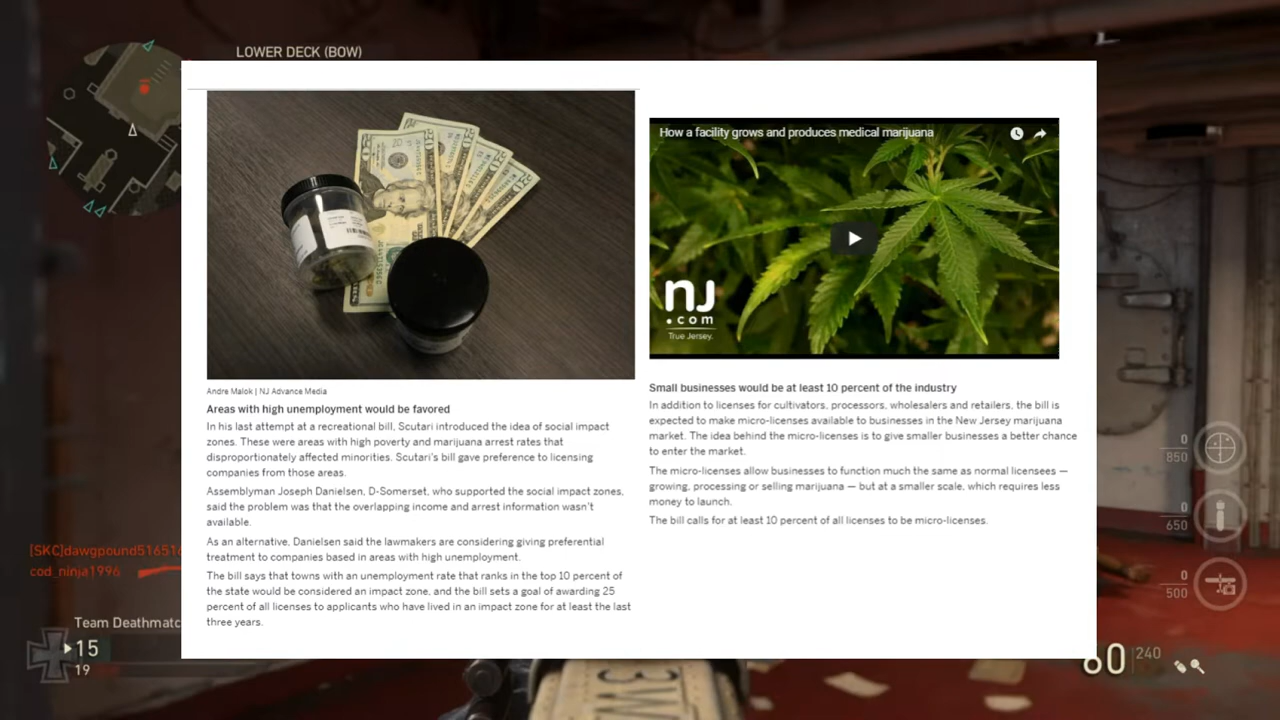 LOWER DECK (BOW)
Andre Malok | NJ Advance Media
Areas with high unemployment would be favored
In his last attempt at a recreational bill, Scutari introduced the idea of social impact
zones. These were areas with high poverty and marijuana arrest rates that
disproportionately affected minorities. Scutari's bill gave preference to licensing
companies from those areas.
Assemblyman Joseph Danielsen, D-Somerset, who supported the social impact zones,
said the problem was that the overlapping income and arrest information wasn't
available.
As an alternative, Danielsen said the lawmakers are considering giving preferential
treatment to companies based in areas with high unemployment.
The bill says that towns with an unemployment rate that ranks in the top 10 percent of
the state would be considered an impact zone, and the bill sets a goal of awarding 25
percent of all licenses to applicants who have lived in an impact zone for at least the last
three years.
How a facility grows and produces medical marijuana
nj
.com
True Jersey.
Small businesses would be at least 10 percent of the industry
In addition to licenses for cultivators, processors, wholesalers and retailers, the bill is
expected to make micro-licenses available to businesses in the New Jersey marijuana
market. The idea behind the micro-licenses is to give smaller businesses a better chance
to enter the market.
The micro-licenses allow businesses to function much the same as normal licensees —
growing, processing or selling marijuana — but at a smaller scale, which requires less
money to launch.
The bill calls for at least 10 percent of all licenses to be micro-licenses.
0
850
0
650
0
500
[SKC]dawgpound51651
cod_ninja1996
Team Deathmatc
15
19
60 240